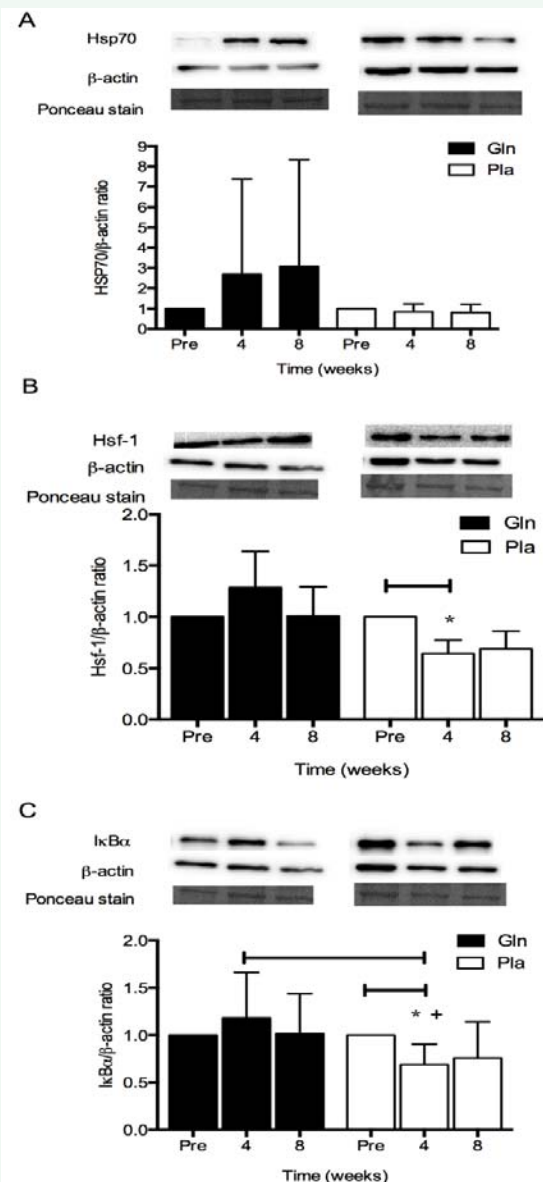 A
Hsp70
β-actin
Ponceau stain
Gln
Pla
HSP70/β-actin ratio
9
8
7
6
5
4
3
2
1
0
Pre 4 8 Pre 4 8
Time (weeks)
B
Hsf-1
β-actin
Ponceau stain
Gln
Pla
Hsf-1/β-actin ratio
2.0
1.5
1.0
0.5
0.0
*
Pre 4 8 Pre 4 8
Time (weeks)
C
IκBα
β-actin
Ponceau stain
Gln
Pla
IκBα/β-actin ratio
2.0
1.5
1.0
0.5
0.0
* +
Pre 4 8 Pre 4 8
Time (weeks)